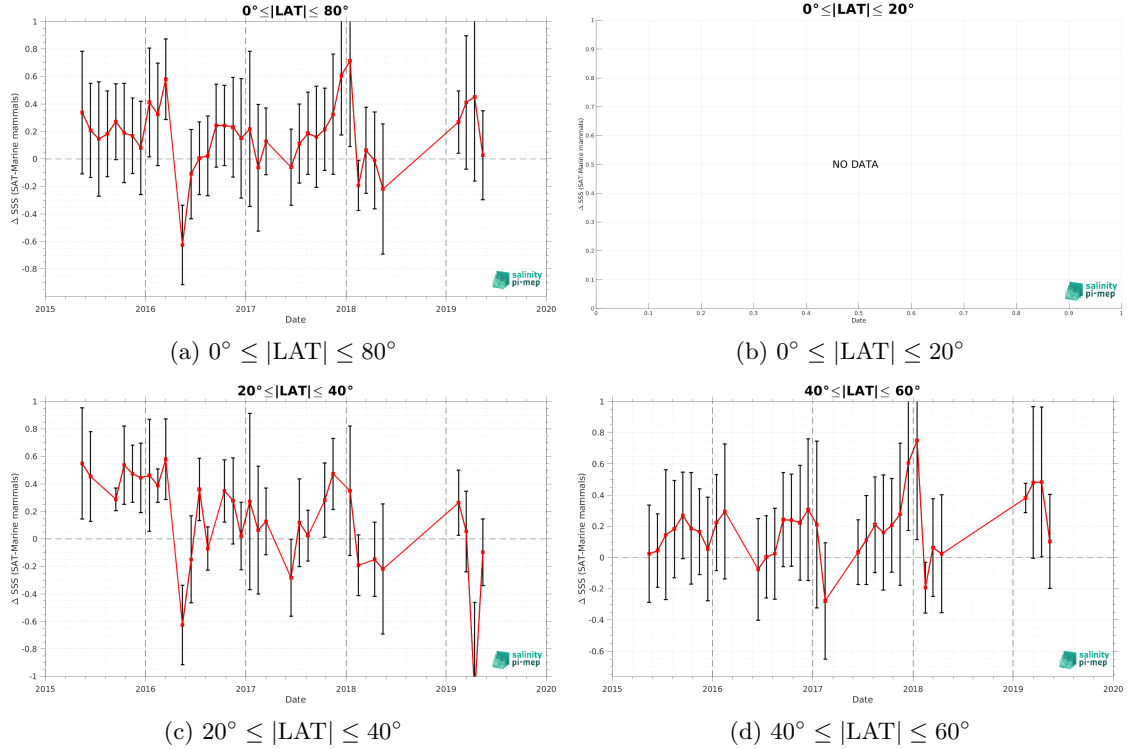 0°≤|LAT|≤ 80°
1
0.8
0.6
0.4
0.2
0
-0.2
-0.4
-0.6
-0.8
Δ SSS (SAT-Marine mammals)
2015 2016 2017 2018 2019 2020
Date
salinity
pi-mep
(a) 0° ≤ |LAT| ≤ 80°
0°≤|LAT|≤ 20°
1
0.9
0.8
0.7
0.6
0.5
0.4
0.3
0.2
0.1
0
Δ SSS (SAT-Marine mammals)
NO DATA
0 0.1 0.2 0.3 0.4 0.5 0.6 0.7 0.8 0.9 1
Date
salinity
pi-mep
(b) 0° ≤ |LAT| ≤ 20°
20°≤|LAT|≤ 40°
1
0.8
0.6
0.4
0.2
0
-0.2
-0.4
-0.6
-0.8
-1
Δ SSS (SAT-Marine mammals)
2015 2016 2017 2018 2019 2020
Date
salinity
pi-mep
(c) 20° ≤ |LAT| ≤ 40°
40°≤|LAT|≤ 60°
1
0.8
0.6
0.4
0.2
0
-0.2
-0.4
-0.6
Δ SSS (SAT-Marine mammals)
2015 2016 2017 2018 2019 2020
Date
salinity
pi-mep
(d) 40° ≤ |LAT| ≤ 60°